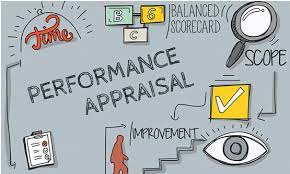 Time
B
6
C
BALANCED
SCORECARD
SCOPE
PERFORMANCE
APPRAISAL
IMPROVEMENT